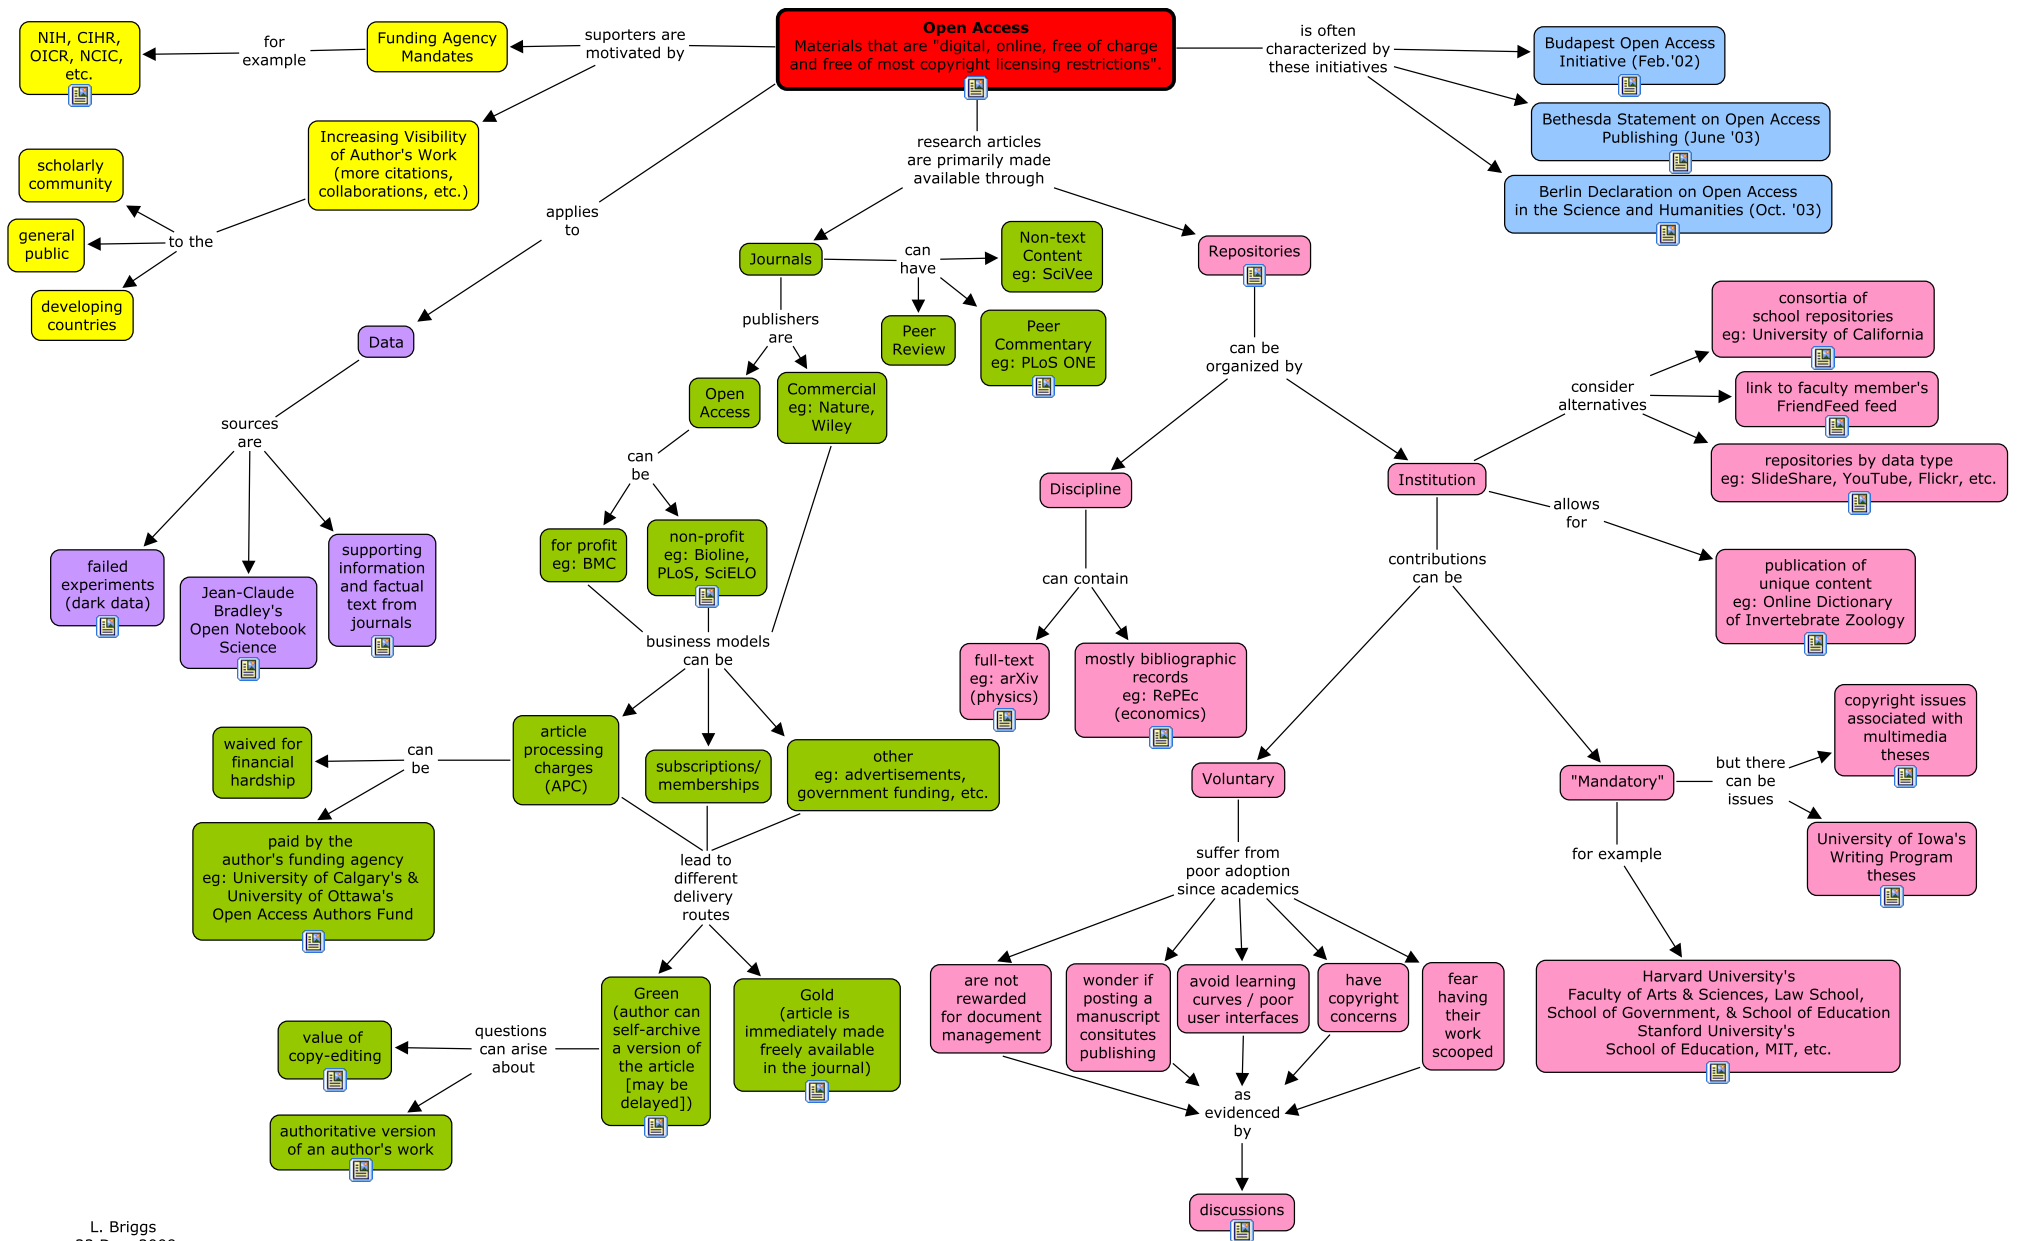 Open Access
Materials that are "digital, online, free of charge
and free of most copyright licensing restrictions".
suporters are
motivated by
Funding Agency
Mandates
for
example
NIH, CIHR,
OICR, NCIC,
etc.
Increasing Visibility
of Author's Work
(more citations,
collaborations, etc.)
to the
scholarly
community
general
public
developing
countries
is often
characterized by
these initiatives
Budapest Open Access
Initiative (Feb.'02)
Bethesda Statement on Open Access
Publishing (June '03)
Berlin Declaration on Open Access
in the Science and Humanities (Oct. '03)
applies
to
Data
sources
are
failed
experiments
(dark data)
Jean-Claude
Bradley's
Open Notebook
Science
supporting
information
and factual
text from
journals
research articles
are primarily made
available through
Journals
can
have
Non-text
Content
eg: SciVee
Peer
Review
Peer
Commentary
eg: PLoS ONE
publishers
are
Open
Access
Commercial
eg: Nature,
Wiley
can
be
for profit
eg: BMC
non-profit
eg: Bioline,
PLoS, SciELO
business models
can be
article
processing
charges
(APC)
subscriptions/
memberships
other
eg: advertisements,
government funding, etc.
can
be
waived for
financial
hardship
paid by the
author's funding agency
eg: University of Calgary's &
University of Ottawa's
Open Access Authors Fund
lead to
different
delivery
routes
Green
(author can
self-archive
a version of
the article
[may be
delayed])
Gold
(article is
immediately made
freely available
in the journal)
questions
can arise
about
value of
copy-editing
authoritative version
of an author's work
Repositories
can be
organized by
Discipline
can contain
full-text
eg: arXiv
(physics)
mostly bibliographic
records
eg: RePEc
(economics)
Institution
consider
alternatives
consortia of
school repositories
eg: University of California
link to faculty member's
FriendFeed feed
repositories by data type
eg: SlideShare, YouTube, Flickr, etc.
allows
for
publication of
unique content
eg: Online Dictionary
of Invertebrate Zoology
contributions
can be
Voluntary
suffer from
poor adoption
since academics
are not
rewarded
for document
management
wonder if
posting a
manuscript
consitutes
publishing
avoid learning
curves / poor
user interfaces
have
copyright
concerns
fear
having
their
work
scooped
as
evidenced
by
discussions
"Mandatory"
but there
can be
issues
copyright issues
associated with
multimedia
theses
University of Iowa's
Writing Program
theses
for example
Harvard University's
Faculty of Arts & Sciences, Law School,
School of Government, & School of Education
Stanford University's
School of Education, MIT, etc.
L. Briggs